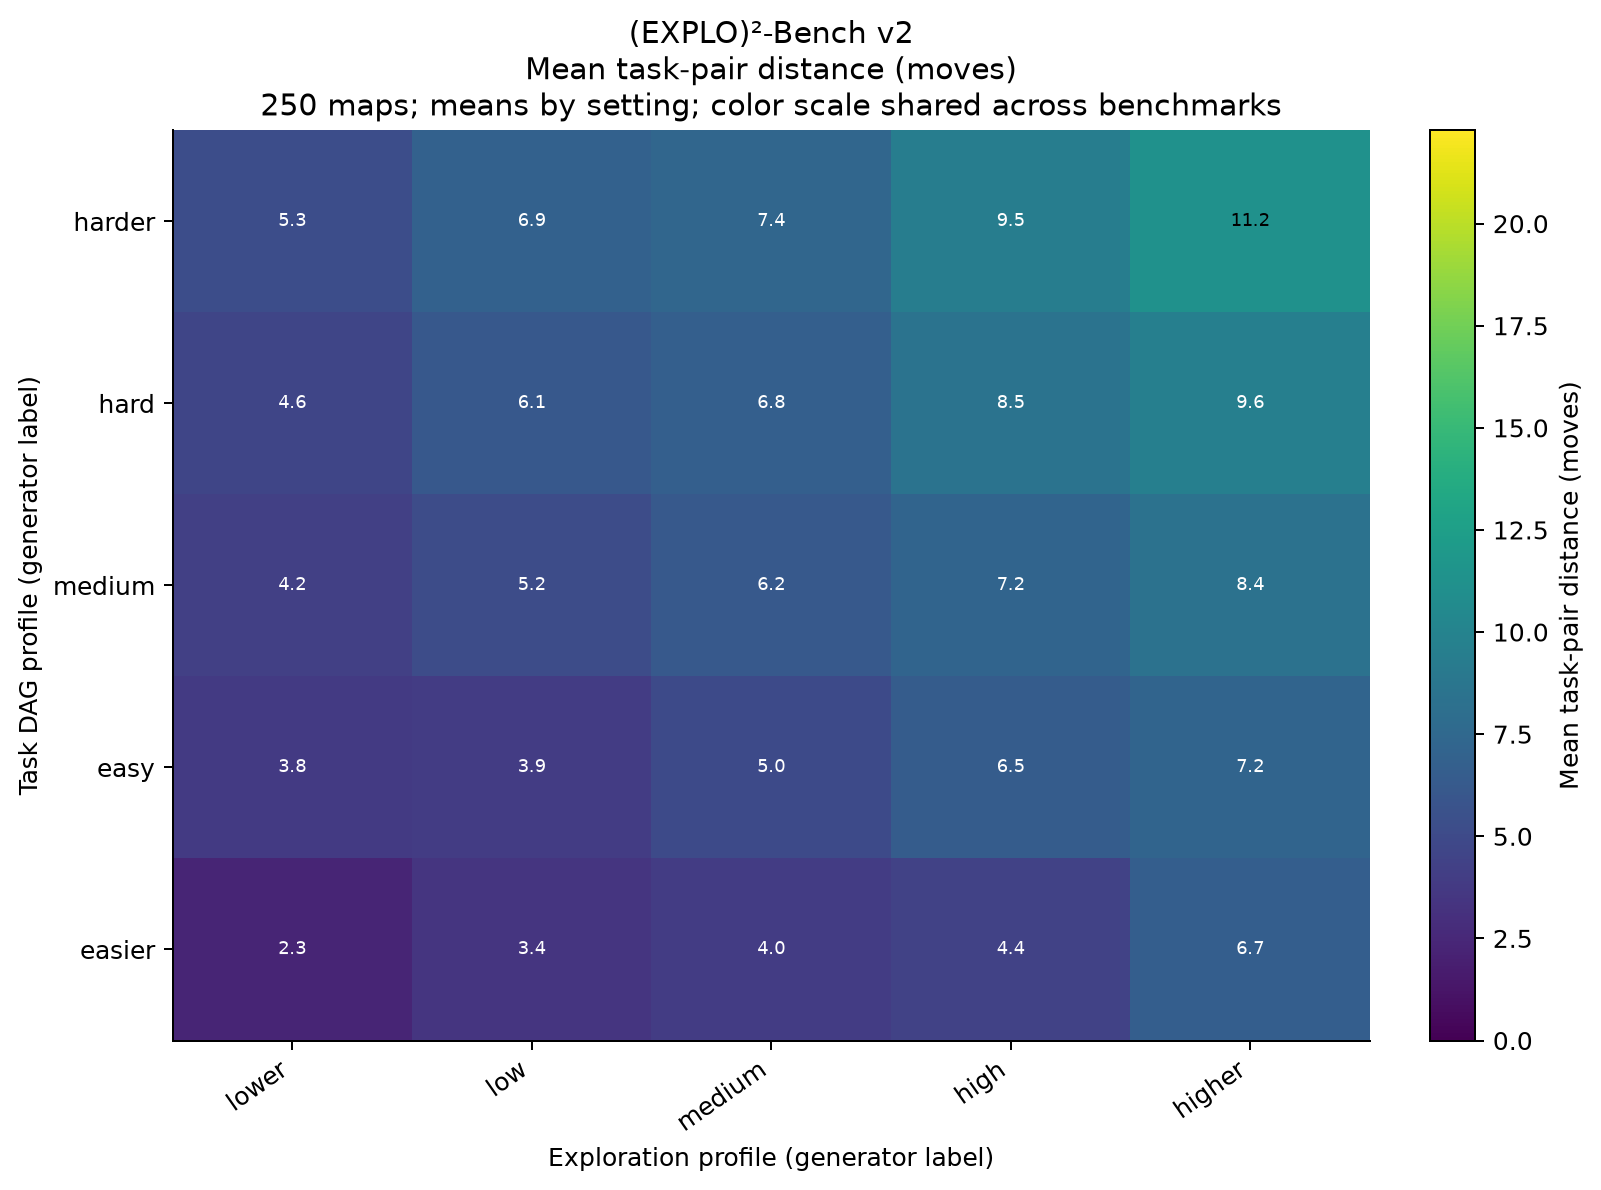 (EXPLO)²-Bench v2
Mean task-pair distance (moves)
250 maps; means by setting; color scale shared across benchmarks
Task DAG profile (generator label)
harder 5.3 6.9 7.4 9.5 11.2
hard 4.6 6.1 6.8 8.5 9.6
medium 4.2 5.2 6.2 7.2 8.4
easy 3.8 3.9 5.0 6.5 7.2
easier 2.3 3.4 4.0 4.4 6.7
lower low medium high higher
Exploration profile (generator label)
20.0
17.5
15.0
12.5
10.0
7.5
5.0
2.5
0.0
Mean task-pair distance (moves)